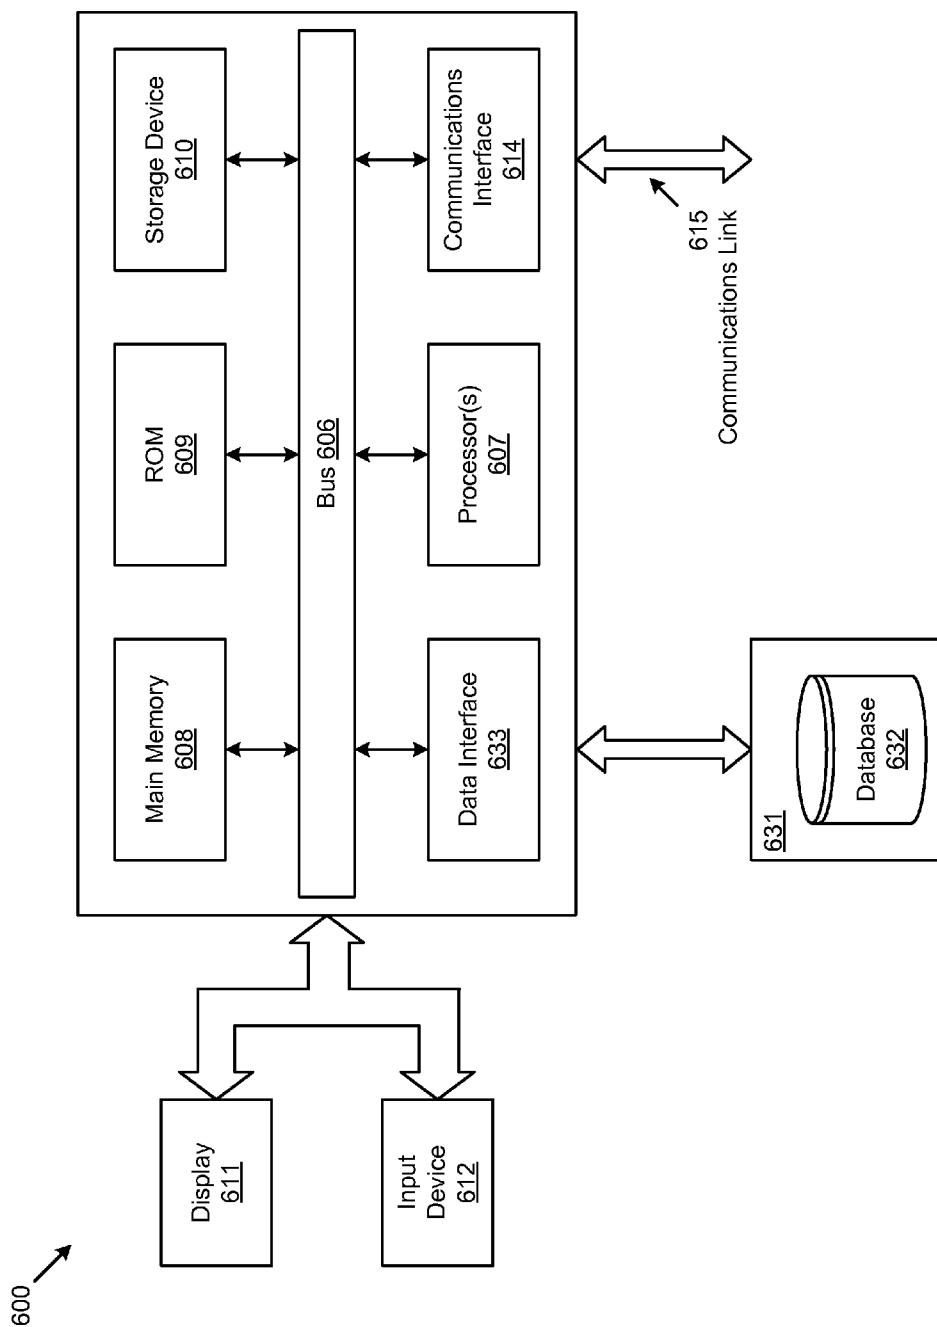 600
Display
611
Input
Device
612
Main Memory
608
ROM
609
Storage Device
610
Bus 606
Data Interface
633
Processor(s)
607
Communications
Interface
614
615
Communications Link
631
Database
632